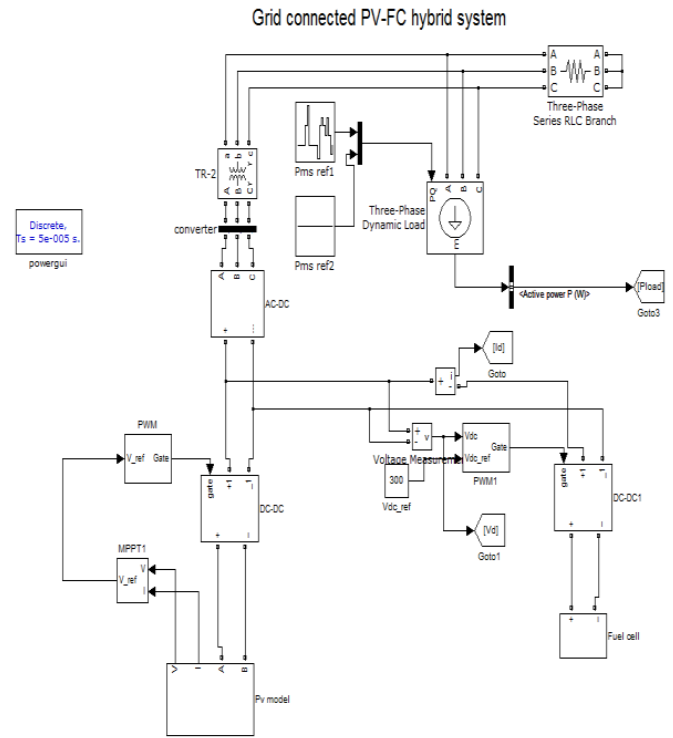 Grid connected PV-FC hybrid system
A A
B B
C C
Three-Phase
Series RLC Branch
a b c
A B C
TR-2
Pms ref1
Pms ref2
PQ A B C
Three-Phase
Dynamic Load
E
Discrete,
Ts = 5e-005 s.
powergui
converter
A B C
AC-DC
+
<Active power P (W)>
[Pload]
Goto3
+ i
-
[Id]
Goto
PWM
V_ref Gate
gate +1 -1
DC-DC
+ -
+ v
-
Voltage Measureme
Vdc Gate
Vdc_ref
PWM1
300
Vdc_ref
[Vd]
Goto1
gate +1 -1
DC-DC1
+ -
MPPT1
V
V_ref
I
+ -
Fuel cell
V I A B
Pv model